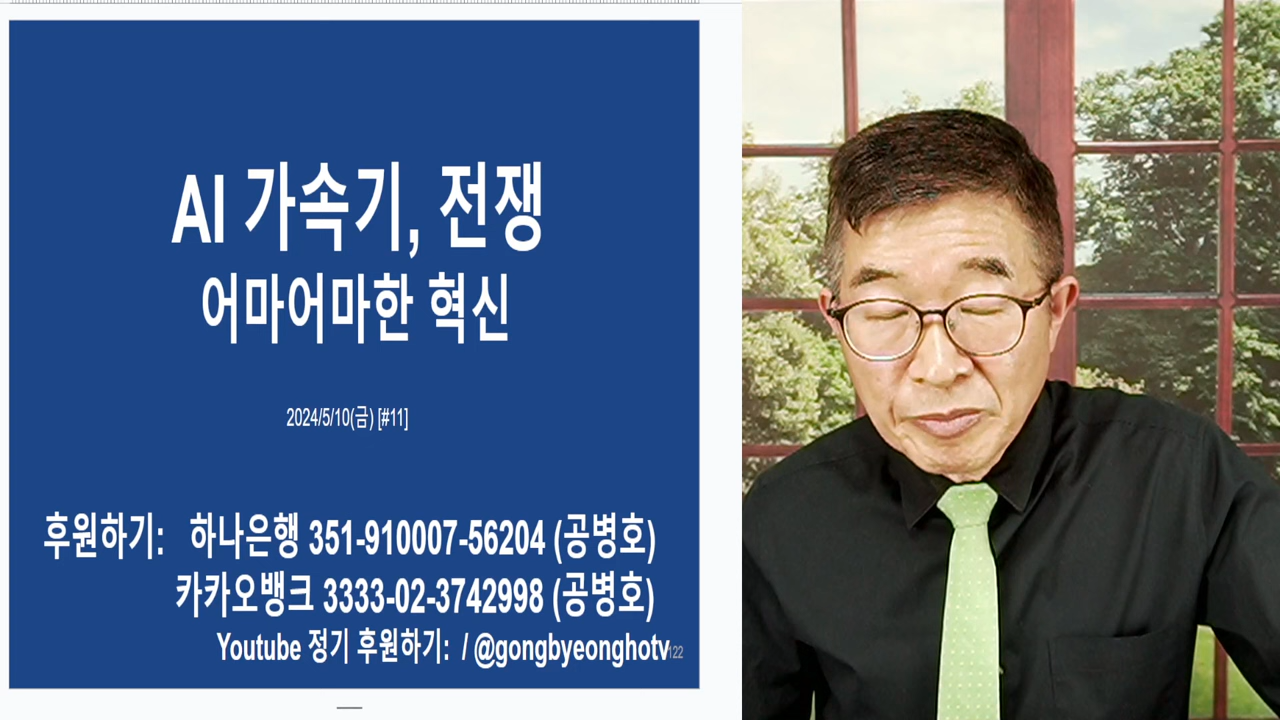 AI 가속기, 전쟁
어마어마한 혁신
2024/5/10(금) [#11]
후원하기: 하나은행 351-910007-56204 (공병호)
카카오뱅크 3333-02-3742998 (공병호)
Youtube 정기 후원하기: / @gongbyeonghotv
122